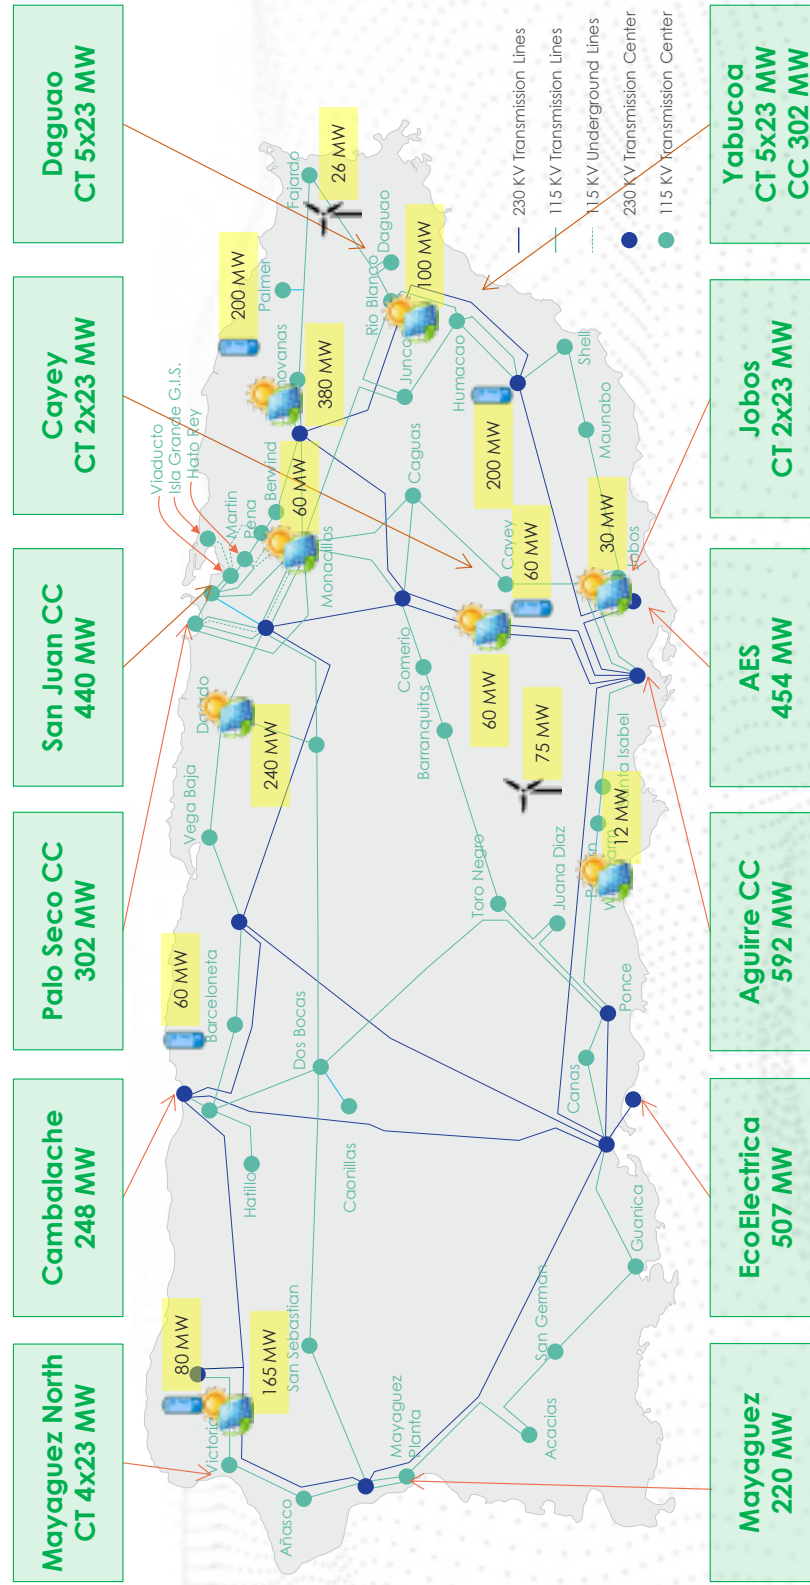 Mayaguez North
CT 4x23 MW
Cambalache
248 MW
Palo Seco CC
302 MW
San Juan CC
440 MW
Cayey
CT 2x23 MW
Daguao
CT 5x23 MW
Viaducto
Isla Grande G.I.S.
Hato Rey
Martin
Pena
Berwind
60 MW
Monacillos
200 MW
Palmer
380 MW
Fajardo
26 MW
Rio Blanco
Daguao
100 MW
Humacao
Caguas
200 MW
Shell
Maunabo
Cayey
60 MW
30 MW
Jobos
Comerio
60 MW
75 MW
Barranquitas
240 MW
Vega Baja
60 MW
Barceloneta
Toro Negro
Juana Diaz
12 MW
Dos Bocas
Caonillas
Hatillo
Ponce
Canas
Guanica
San German
Acacias
80 MW
165 MW
San Sebastian
Mayaguez
Planta
Añasco
230 KV Transmission Lines
115 KV Transmission Lines
115 KV Underground Lines
230 KV Transmission Center
115 KV Transmission Center
Mayaguez
220 MW
EcoElectrica
507 MW
Aguirre CC
592 MW
AES
454 MW
Jobos
CT 2x23 MW
Yabucoa
CT 5x23 MW
CC 302 MW